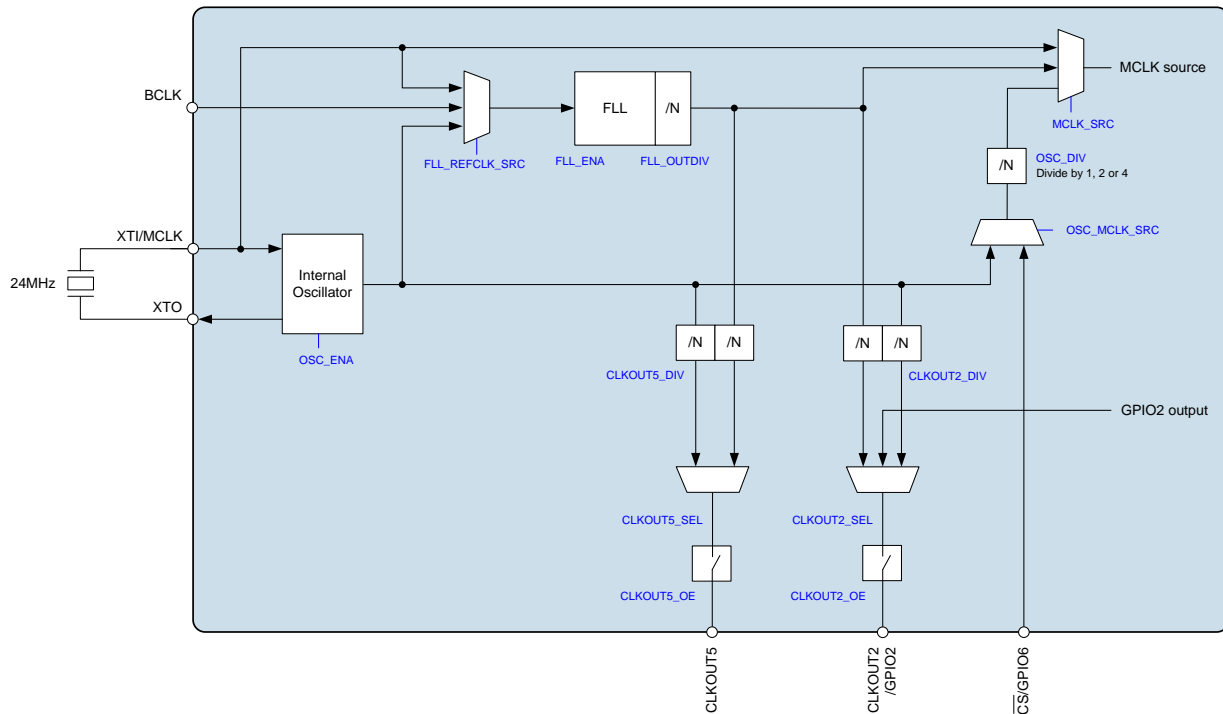 MCLK source
BCLK
FLL
/N
MCLK_SRC
FLL_REFCLK_SRC
FLL_ENA
FLL_OUTDIV
/N
OSC_DIV
Divide by 1, 2 or 4
XTI/MCLK
OSC_MCLK_SRC
24MHz
Internal
Oscillator
XTO
OSC_ENA
/N
/N
/N
/N
CLKOUT5_DIV
CLKOUT2_DIV
GPIO2 output
CLKOUT5_SEL
CLKOUT2_SEL
CLKOUT5_OE
CLKOUT2_OE
CLKOUT5
CLKOUT2
/GPIO2
C̅S̅/GPIO6